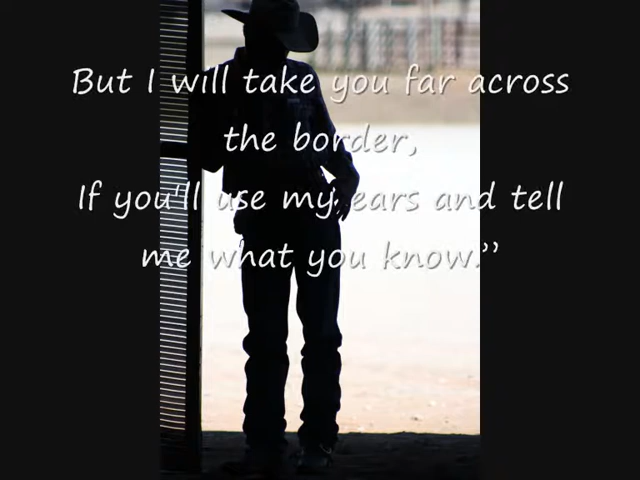 But I will take you far across
the border,
If you'll use my ears and tell
me what you know.”